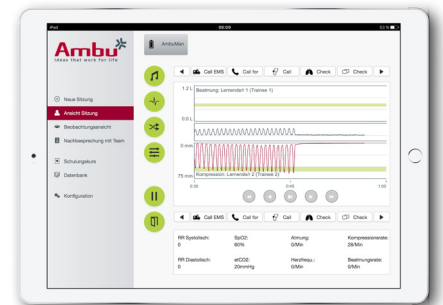 iPad
09:09
53 %
Ambu
Ideas that work for life
AmbuMan
Neue Sitzung
Ansicht Sitzung
Beobachtungsansicht
Nachbesprechung mit Team
Schulungskurs
Datenbank
Konfiguration
Call EMS
Call for
Call
Check
Check
1.2 L
Beatmung: Lernende/r 1 (Trainee 1)
0.0 L
0 mm
75 mm
Kompression: Lernende/r 2 (Trainee 2)
0:30
0:45
1:00
Call EMS
Call for
Call
Check
Check
RR Systolisch:
0
SpO2:
60%
Atmung:
0/Min
Kompressionsrate:
28/Min
RR Diastolisch:
0
etCO2:
20mmHg
Herzfrequ.:
0/Min
Beatmungsrate:
0/Min